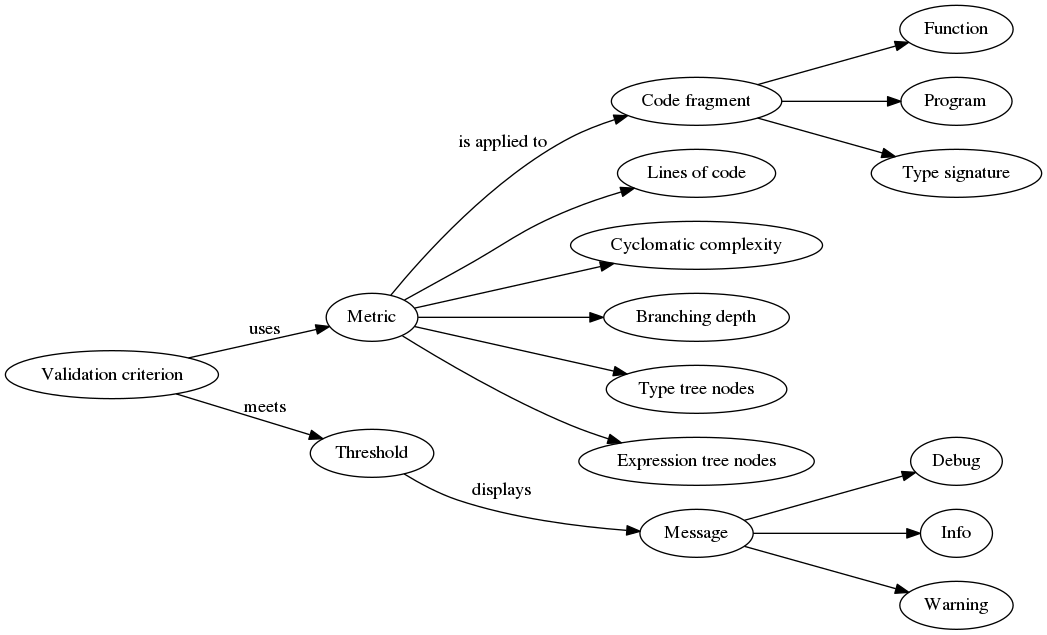 Function
Code fragment
Program
is applied to
Lines of code
Type signature
Cyclomatic complexity
Metric
Branching depth
uses
Validation criterion
Type tree nodes
meets
Threshold
Expression tree nodes
displays
Debug
Message
Info
Warning